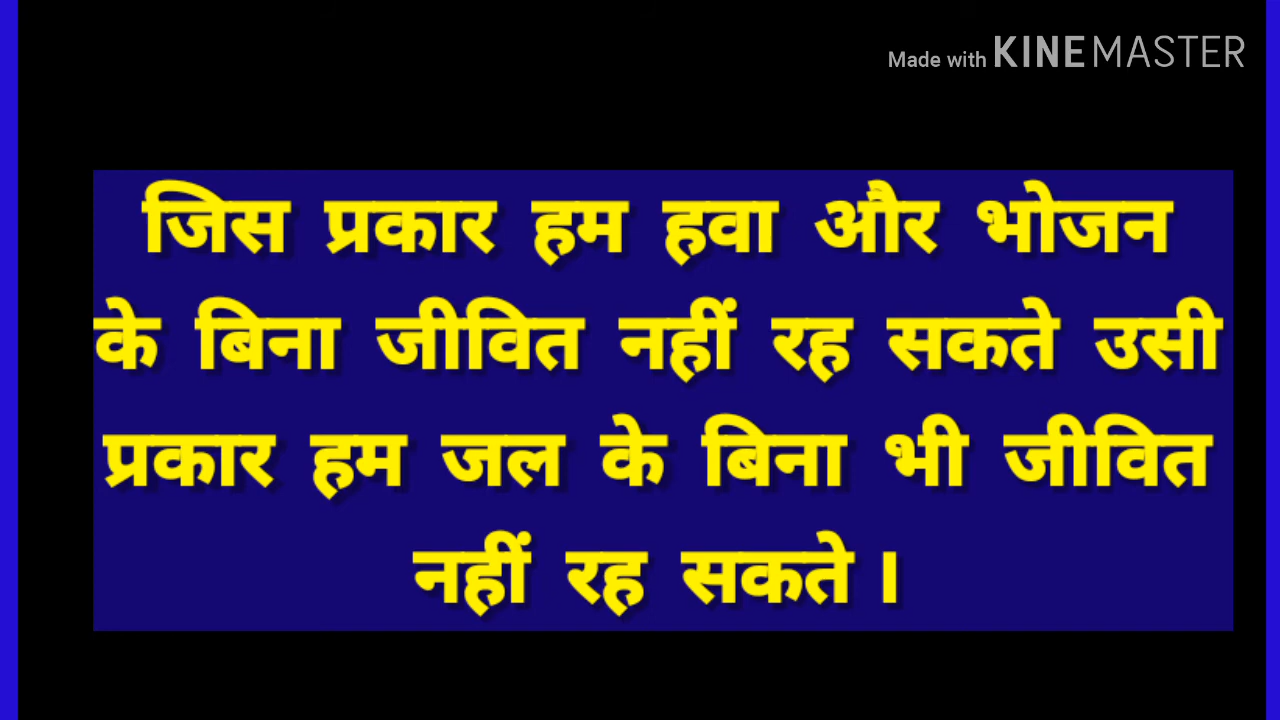 Made with KINEMASTER
जिस प्रकार हम हवा और भोजन
के बिना जीवित नहीं रह सकते उसी
प्रकार हम जल के बिना भी जीवित
नहीं रह सकते ।